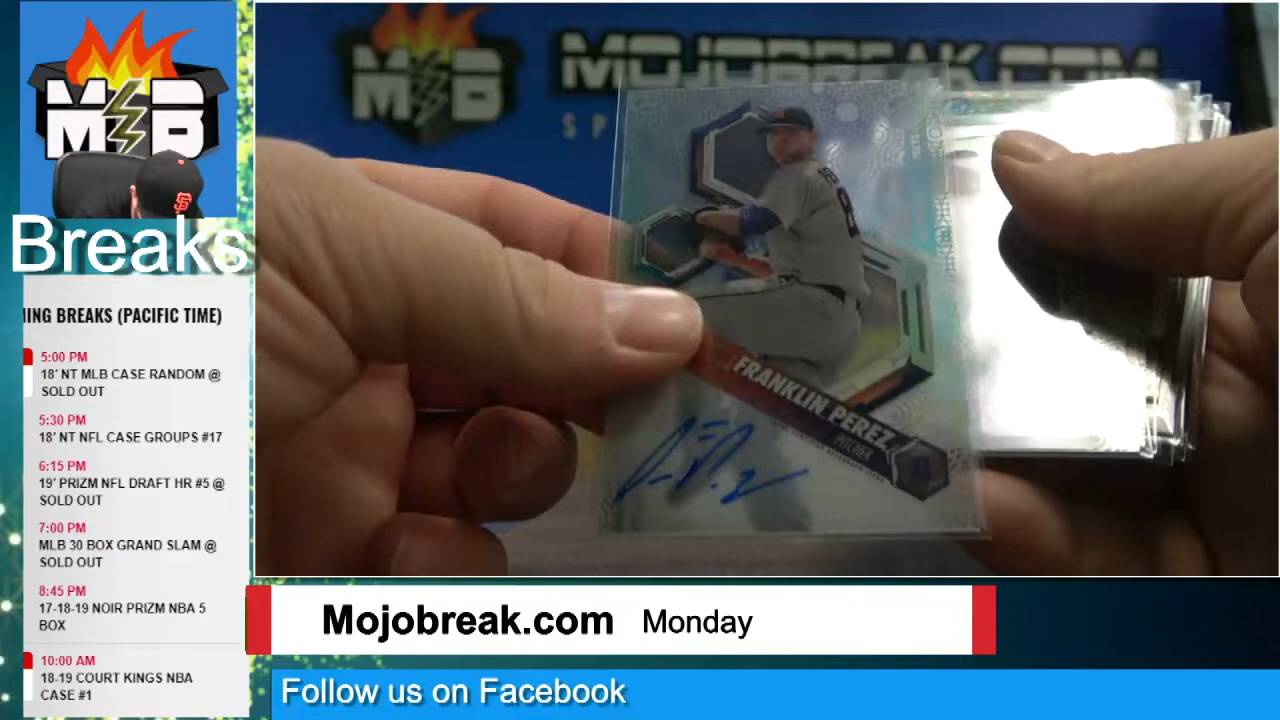 M B
MOJOBREAK.COM
S P
Breaks
ING BREAKS (PACIFIC TIME)
5:00 PM
18' NT MLB CASE RANDOM @
SOLD OUT
5:30 PM
18' NT NFL CASE GROUPS #17
6:15 PM
19' PRIZM NFL DRAFT HR #5 @
SOLD OUT
7:00 PM
MLB 30 BOX GRAND SLAM @
SOLD OUT
8:45 PM
17-18-19 NOIR PRIZM NBA 5
BOX
10:00 AM
18-19 COURT KINGS NBA
CASE #1
M B
SF
8
FRANKLIN PEREZ
PITCHER
Mojobreak.com Monday
Follow us on Facebook